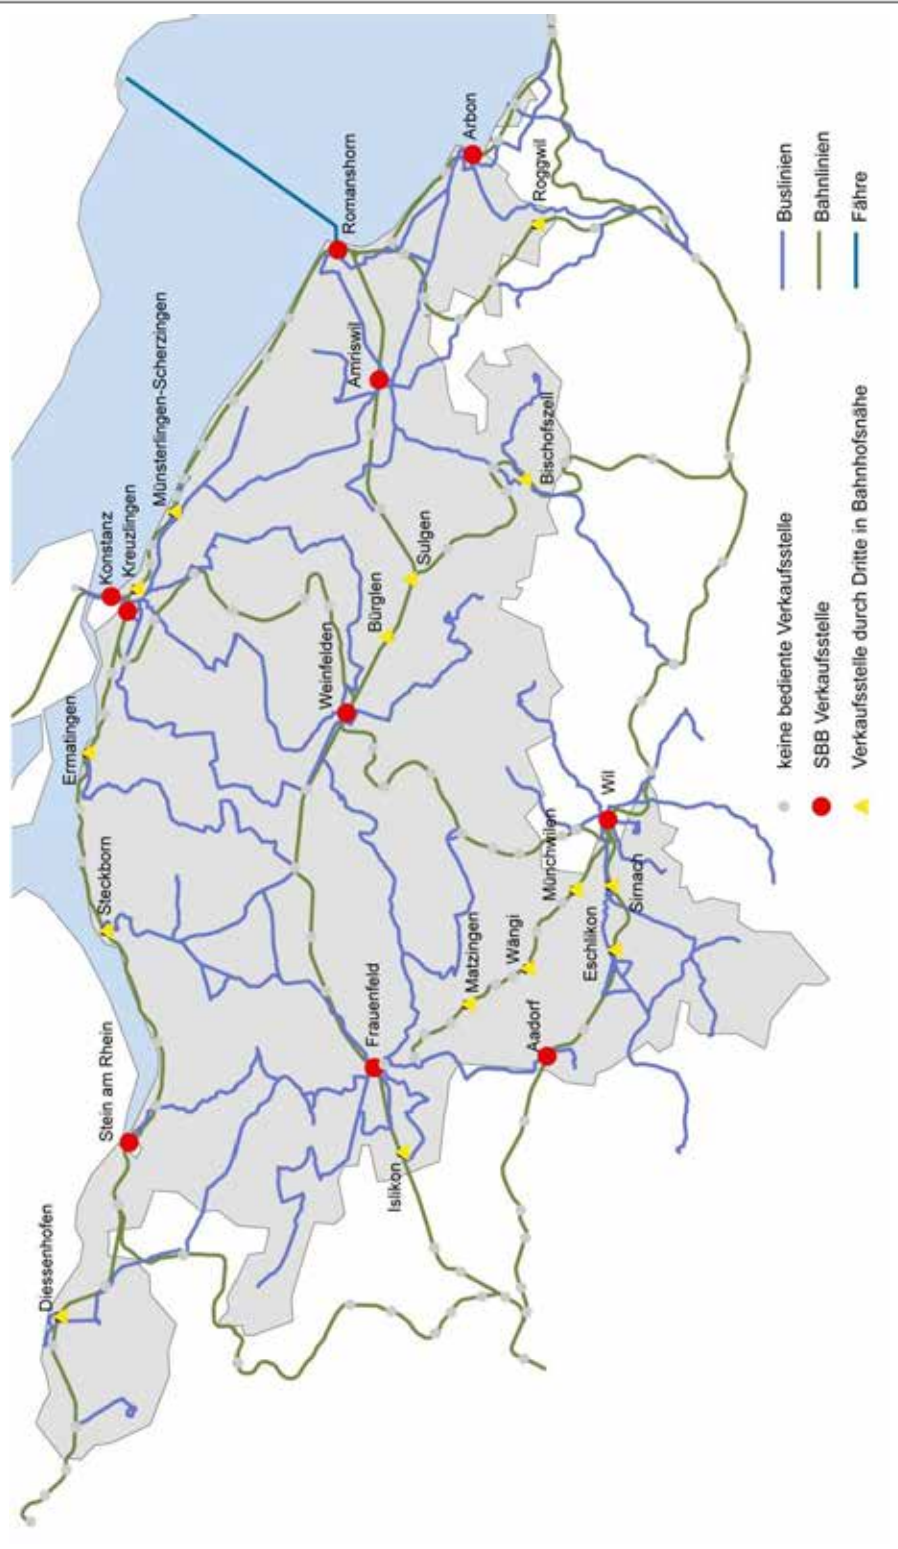 Diessenhofen
Stein am Rhein
Steckborn
Ermatingen
Konstanz
Kreuzlingen
Münsterlingen-Scherzingen
Romanshorn
Arbon
Roggwil
Amriswil
Bischofszell
Sulgen
Bürglen
Weinfelden
Frauenfeld
Islikon
Matzingen
Wängi
Münchwilen
Wil
Sirnach
Eschlikon
Aadorf
keine bediente Verkaufsstelle
SBB Verkaufsstelle
Verkaufsstelle durch Dritte in Bahnhofsnähe
Buslinien
Bahnlinien
Fähre